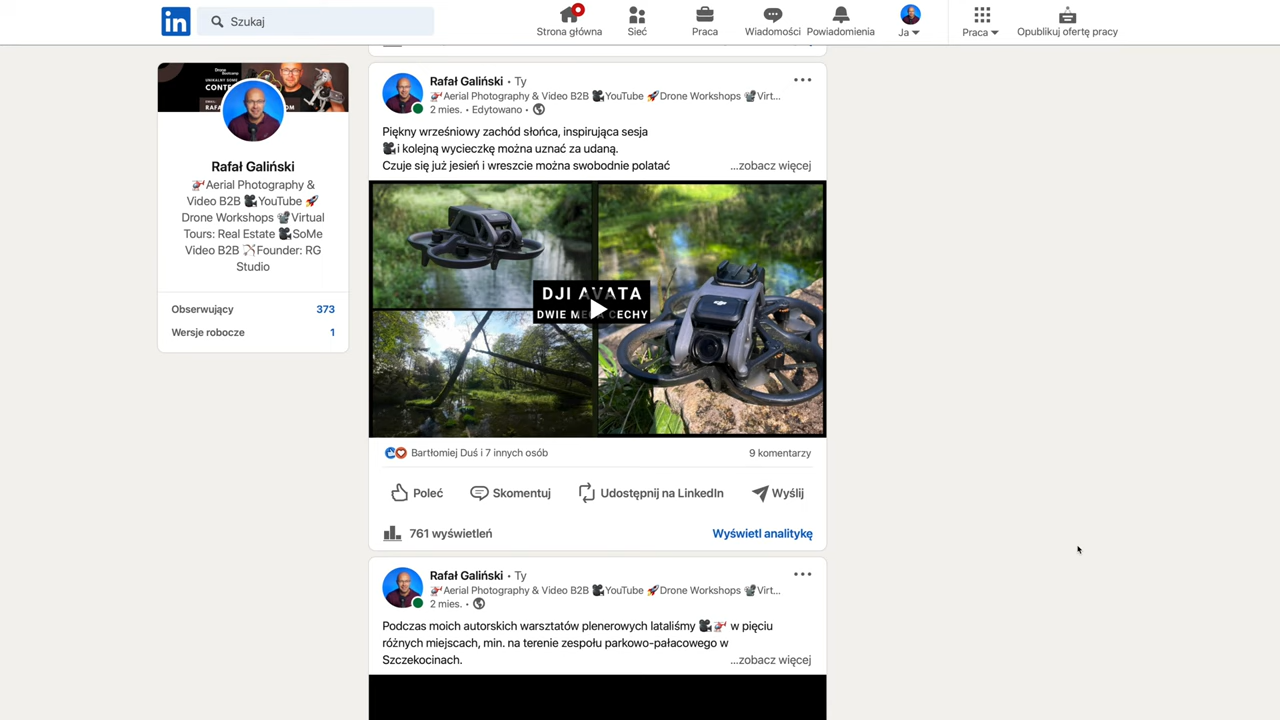 in
Szukaj
Strona główna
Sieć
Praca
Wiadomości
Powiadomienia
Ja
Praca
Opublikuj ofertę pracy
UNIKALNY SOME
Rafał Galiński
Aerial Photography &
Video B2B 🎥YouTube 🚀
Drone Workshops 📽Virtual
Tours: Real Estate 🎥SoMe
Video B2B Founder: RG
Studio
Obserwujący 373
Wersje robocze 1
Rafał Galiński • Ty
Aerial Photography & Video B2B 🎥YouTube 🚀Drone Workshops 📽Virt...
2 mies. • Edytowano •
Piękny wrześniowy zachód słońca, inspirująca sesja
🎥i kolejną wycieczkę można uznać za udaną.
Czuje się już jesień i wreszcie można swobodnie polatać ...zobacz więcej
DJI AVATA
DWIE CECHY
Bartłomiej Duś i 7 innych osób 9 komentarzy
Poleć Skomentuj Udostępnij na LinkedIn Wyślij
761 wyświetleń Wyświetl analitykę
Rafał Galiński • Ty
Aerial Photography & Video B2B 🎥YouTube 🚀Drone Workshops 📽Virt...
2 mies. •
Podczas moich autorskich warsztatów plenerowych lataliśmy 🎥 w pięciu
różnych miejscach, min. na terenie zespołu parkowo-pałacowego w
Szczekocinach. ...zobacz więcej